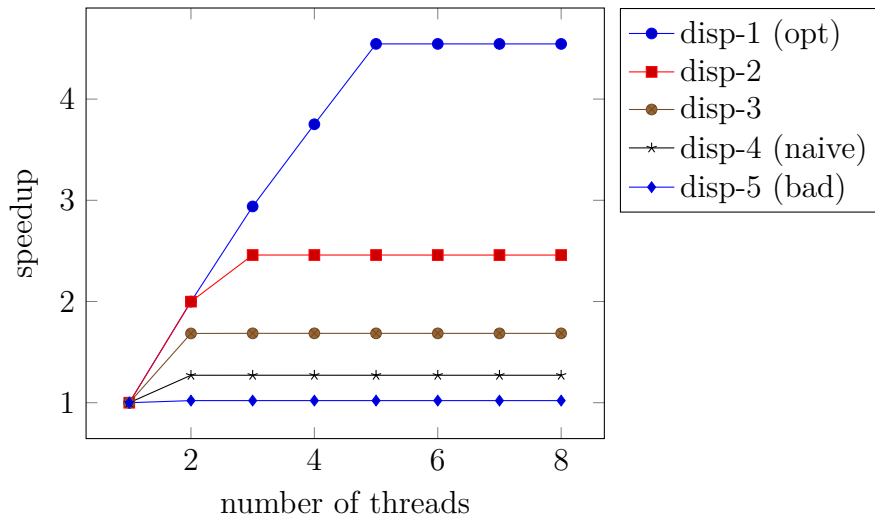 4
3
2
1
2 4 6 8
number of threads
speedup
disp-1 (opt)
disp-2
disp-3
disp-4 (naive)
disp-5 (bad)